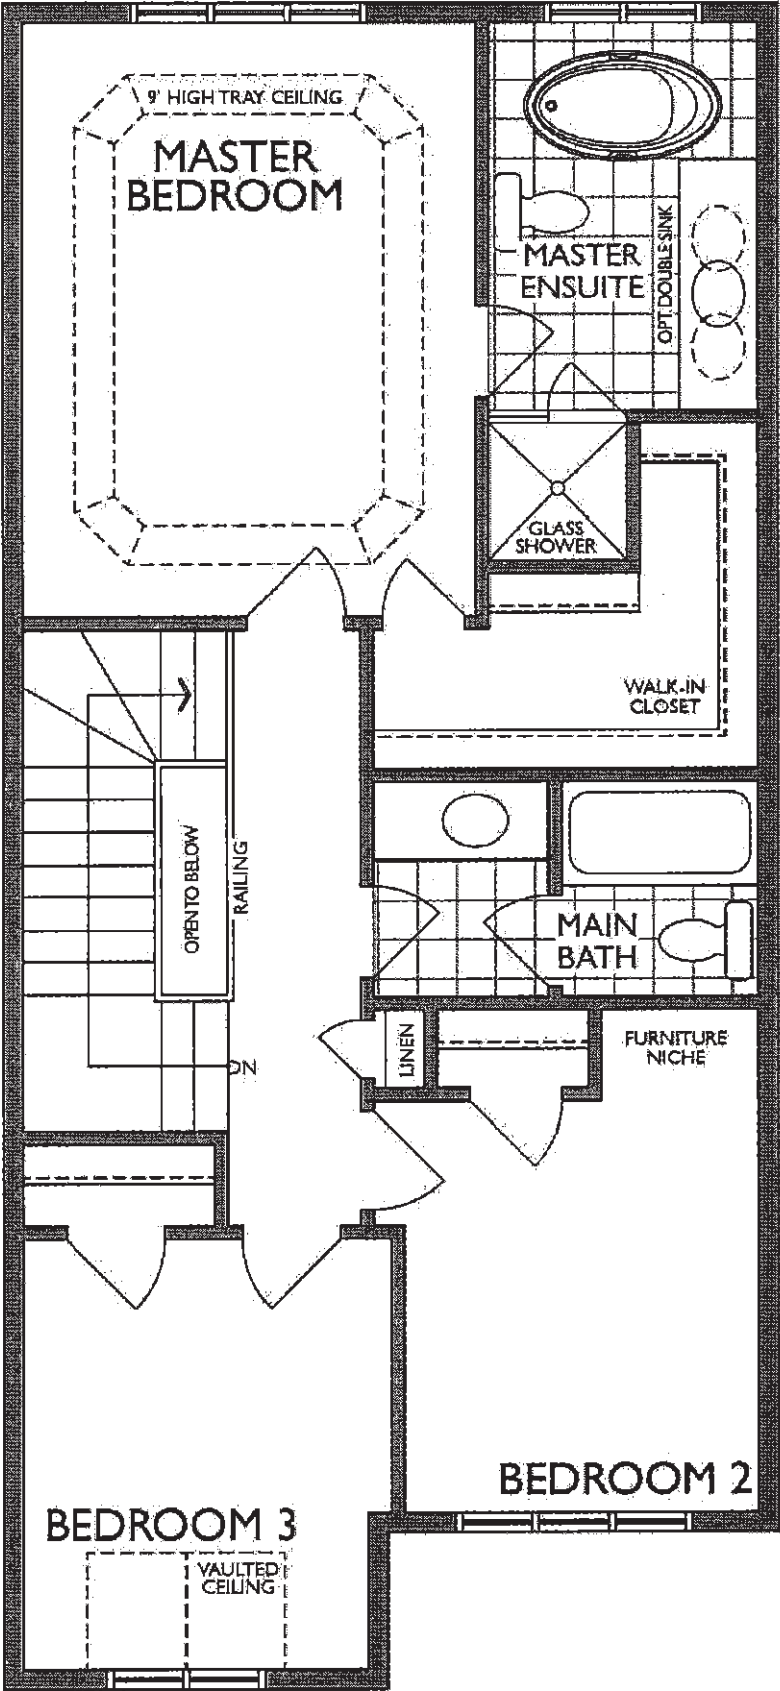 9' HIGH TRAY CEILING
MASTER
BEDROOM
MASTER
ENSUITE
OPT. DOUBLE SINK
GLASS
SHOWER
WALK-IN
CLOSET
OPEN TO BELOW
RAILING
MAIN
BATH
DN
LINEN
FURNITURE
NICHE
BEDROOM 2
BEDROOM 3
VAULTED
CEILING